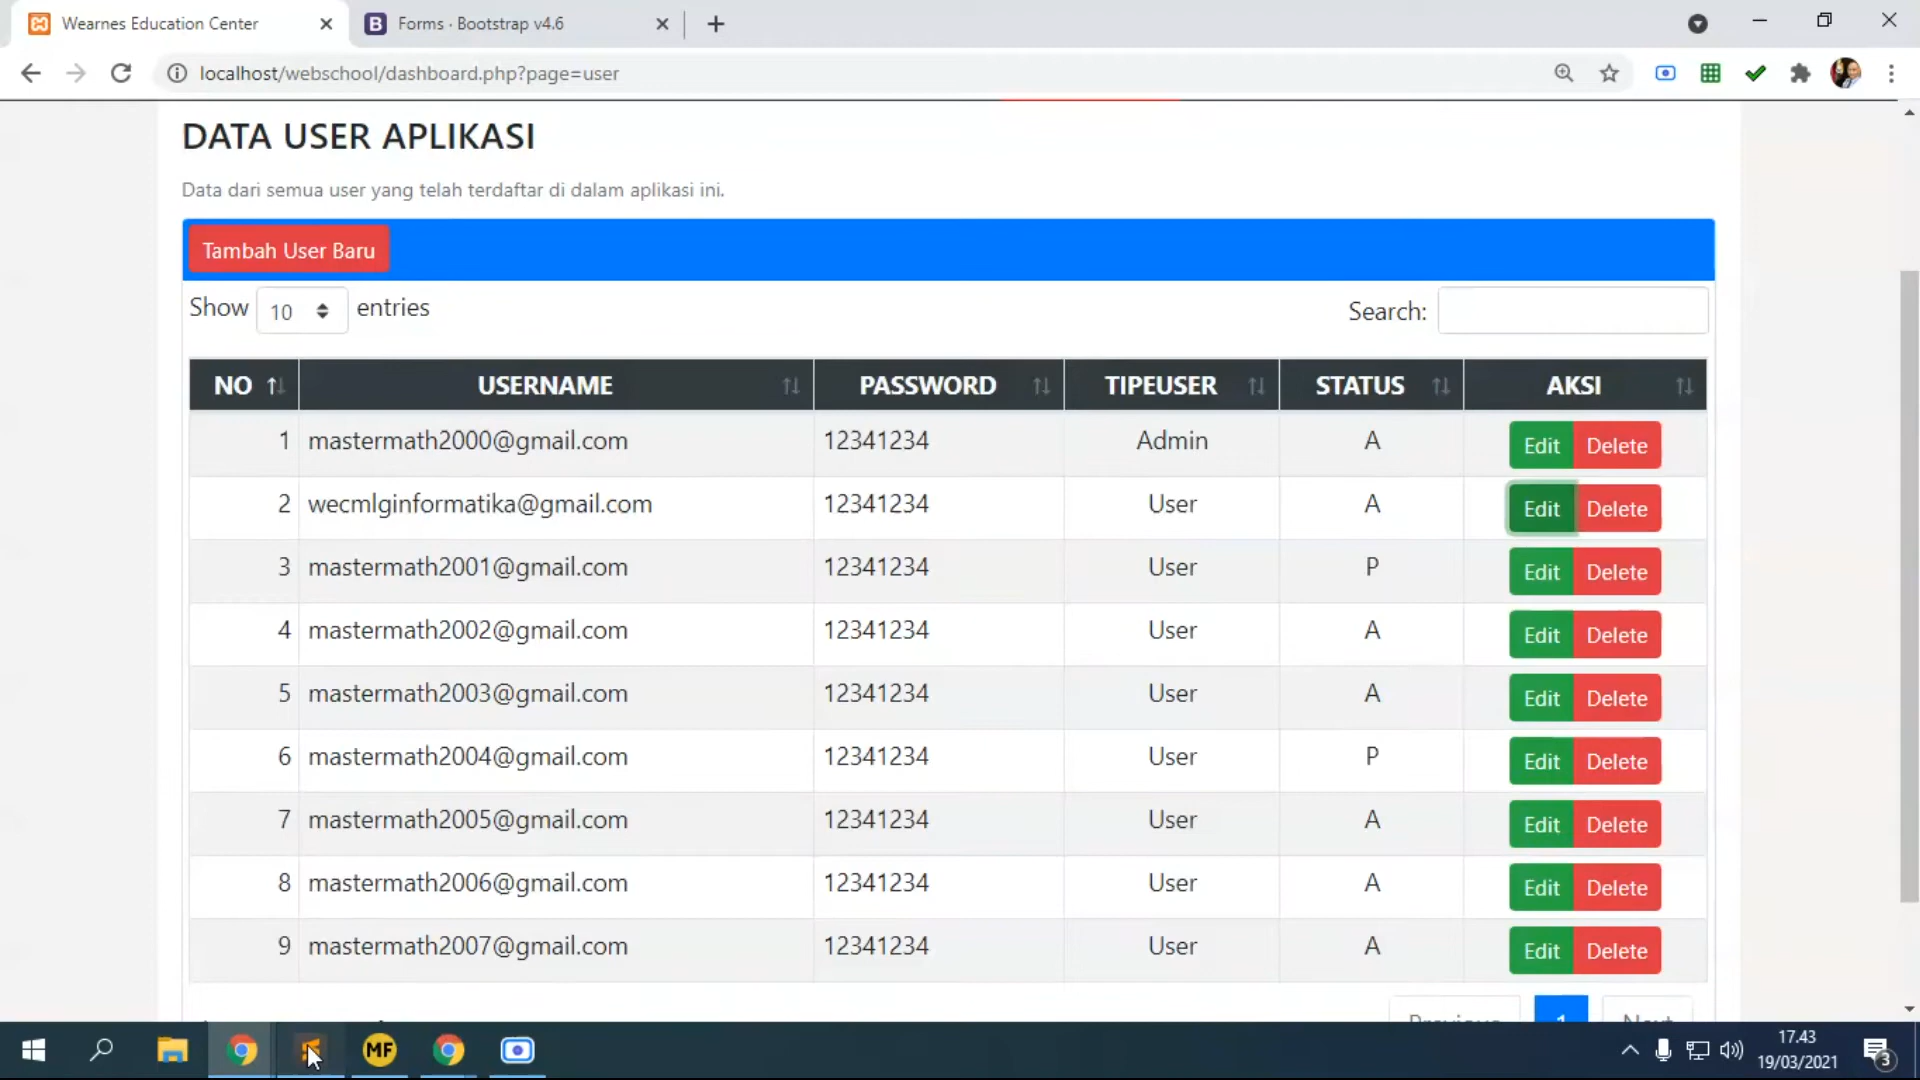 Wearnes Education Center
Forms · Bootstrap v4.6
localhost/webschool/dashboard.php?page=user
DATA USER APLIKASI
Data dari semua user yang telah terdaftar di dalam aplikasi ini.
Tambah User Baru
Show 10 entries
Search:
NO USERNAME PASSWORD TIPEUSER STATUS AKSI
1 mastermath2000@gmail.com 12341234 Admin A Edit Delete
2 wecmlginformatika@gmail.com 12341234 User A Edit Delete
3 mastermath2001@gmail.com 12341234 User P Edit Delete
4 mastermath2002@gmail.com 12341234 User A Edit Delete
5 mastermath2003@gmail.com 12341234 User A Edit Delete
6 mastermath2004@gmail.com 12341234 User P Edit Delete
7 mastermath2005@gmail.com 12341234 User A Edit Delete
8 mastermath2006@gmail.com 12341234 User A Edit Delete
9 mastermath2007@gmail.com 12341234 User A Edit Delete
Previous 1 Next
MF
17.43
19/03/2021
3